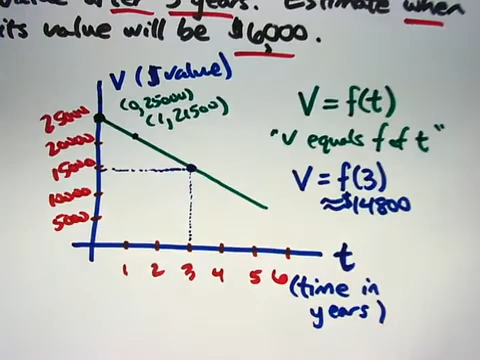 value after 3 years. Estimate when
its value will be $6,000.
V ($ value)
(0,25000)
(1,21500)
25000
20000
15000
10000
5000
1 2 3 4 5 6
t
(time in
years)
V = f(t)
"V equals f of t"
V = f(3)
≈$14800